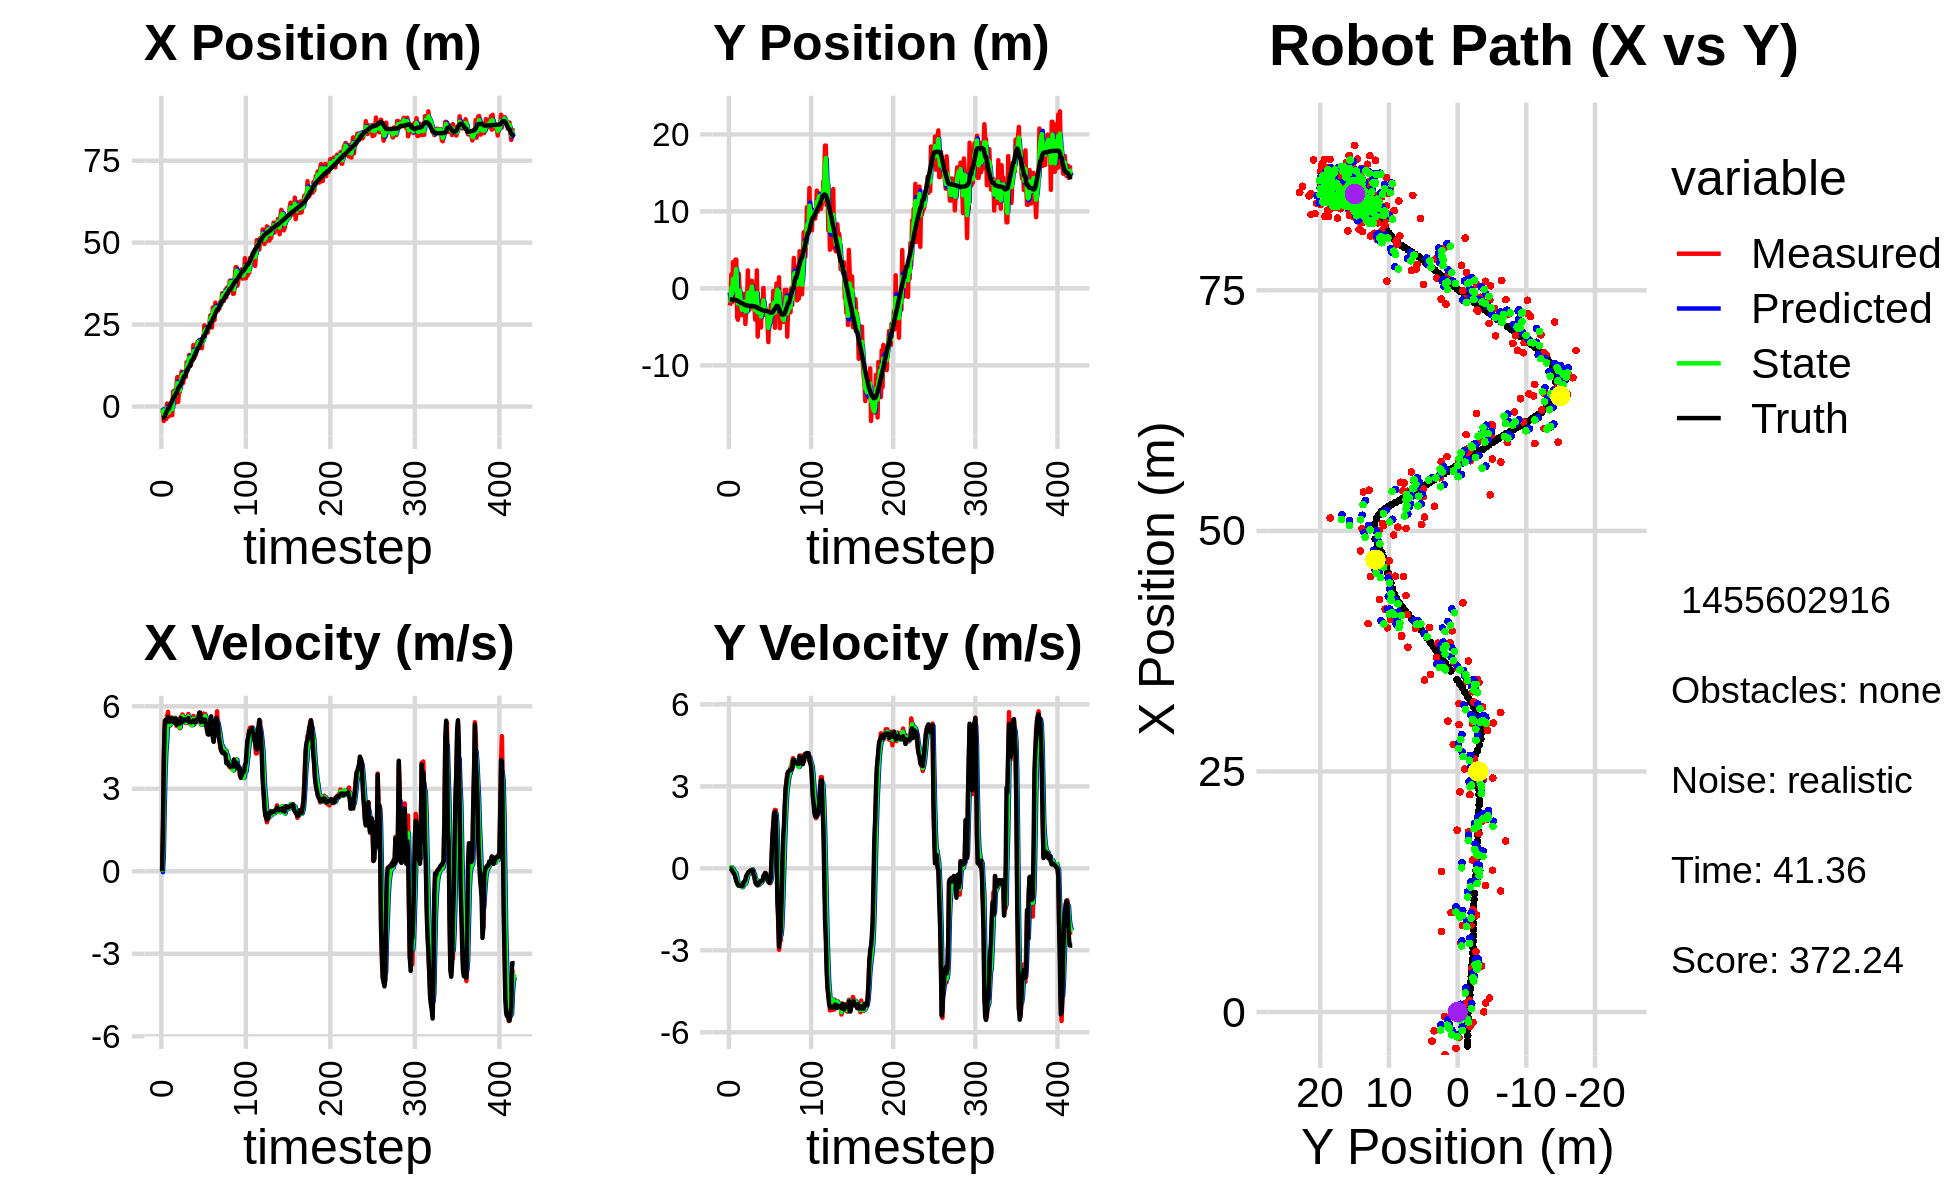 X Position (m)
75
50
25
0
0 100 200 300 400
timestep
Y Position (m)
20
10
0
-10
0 100 200 300 400
timestep
X Velocity (m/s)
6
3
0
-3
-6
0 100 200 300 400
timestep
Y Velocity (m/s)
6
3
0
-3
-6
0 100 200 300 400
timestep
Robot Path (X vs Y)
X Position (m)
75
50
25
0
20 10 0 -10 -20
Y Position (m)
variable
Measured
Predicted
State
Truth
1455602916
Obstacles: none
Noise: realistic
Time: 41.36
Score: 372.24